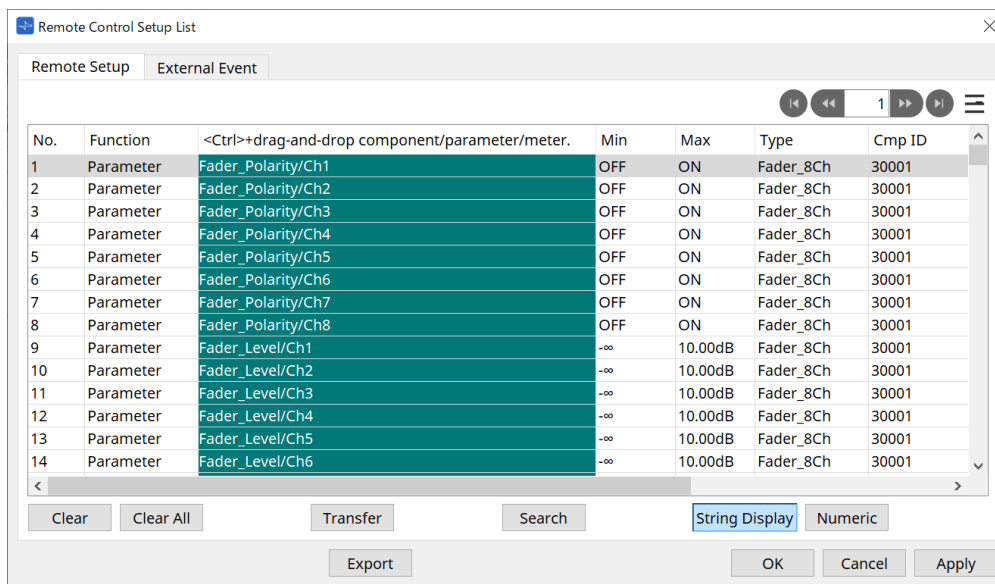 Remote Control Setup List
Remote Setup External Event
1
No. Function <Ctrl>+drag-and-drop component/parameter/meter. Min Max Type Cmp ID
1 Parameter Fader_Polarity/Ch1 OFF ON Fader_8Ch 30001
2 Parameter Fader_Polarity/Ch2 OFF ON Fader_8Ch 30001
3 Parameter Fader_Polarity/Ch3 OFF ON Fader_8Ch 30001
4 Parameter Fader_Polarity/Ch4 OFF ON Fader_8Ch 30001
5 Parameter Fader_Polarity/Ch5 OFF ON Fader_8Ch 30001
6 Parameter Fader_Polarity/Ch6 OFF ON Fader_8Ch 30001
7 Parameter Fader_Polarity/Ch7 OFF ON Fader_8Ch 30001
8 Parameter Fader_Polarity/Ch8 OFF ON Fader_8Ch 30001
9 Parameter Fader_Level/Ch1 -∞ 10.00dB Fader_8Ch 30001
10 Parameter Fader_Level/Ch2 -∞ 10.00dB Fader_8Ch 30001
11 Parameter Fader_Level/Ch3 -∞ 10.00dB Fader_8Ch 30001
12 Parameter Fader_Level/Ch4 -∞ 10.00dB Fader_8Ch 30001
13 Parameter Fader_Level/Ch5 -∞ 10.00dB Fader_8Ch 30001
14 Parameter Fader_Level/Ch6 -∞ 10.00dB Fader_8Ch 30001
Clear Clear All Transfer Search String Display Numeric
Export OK Cancel Apply